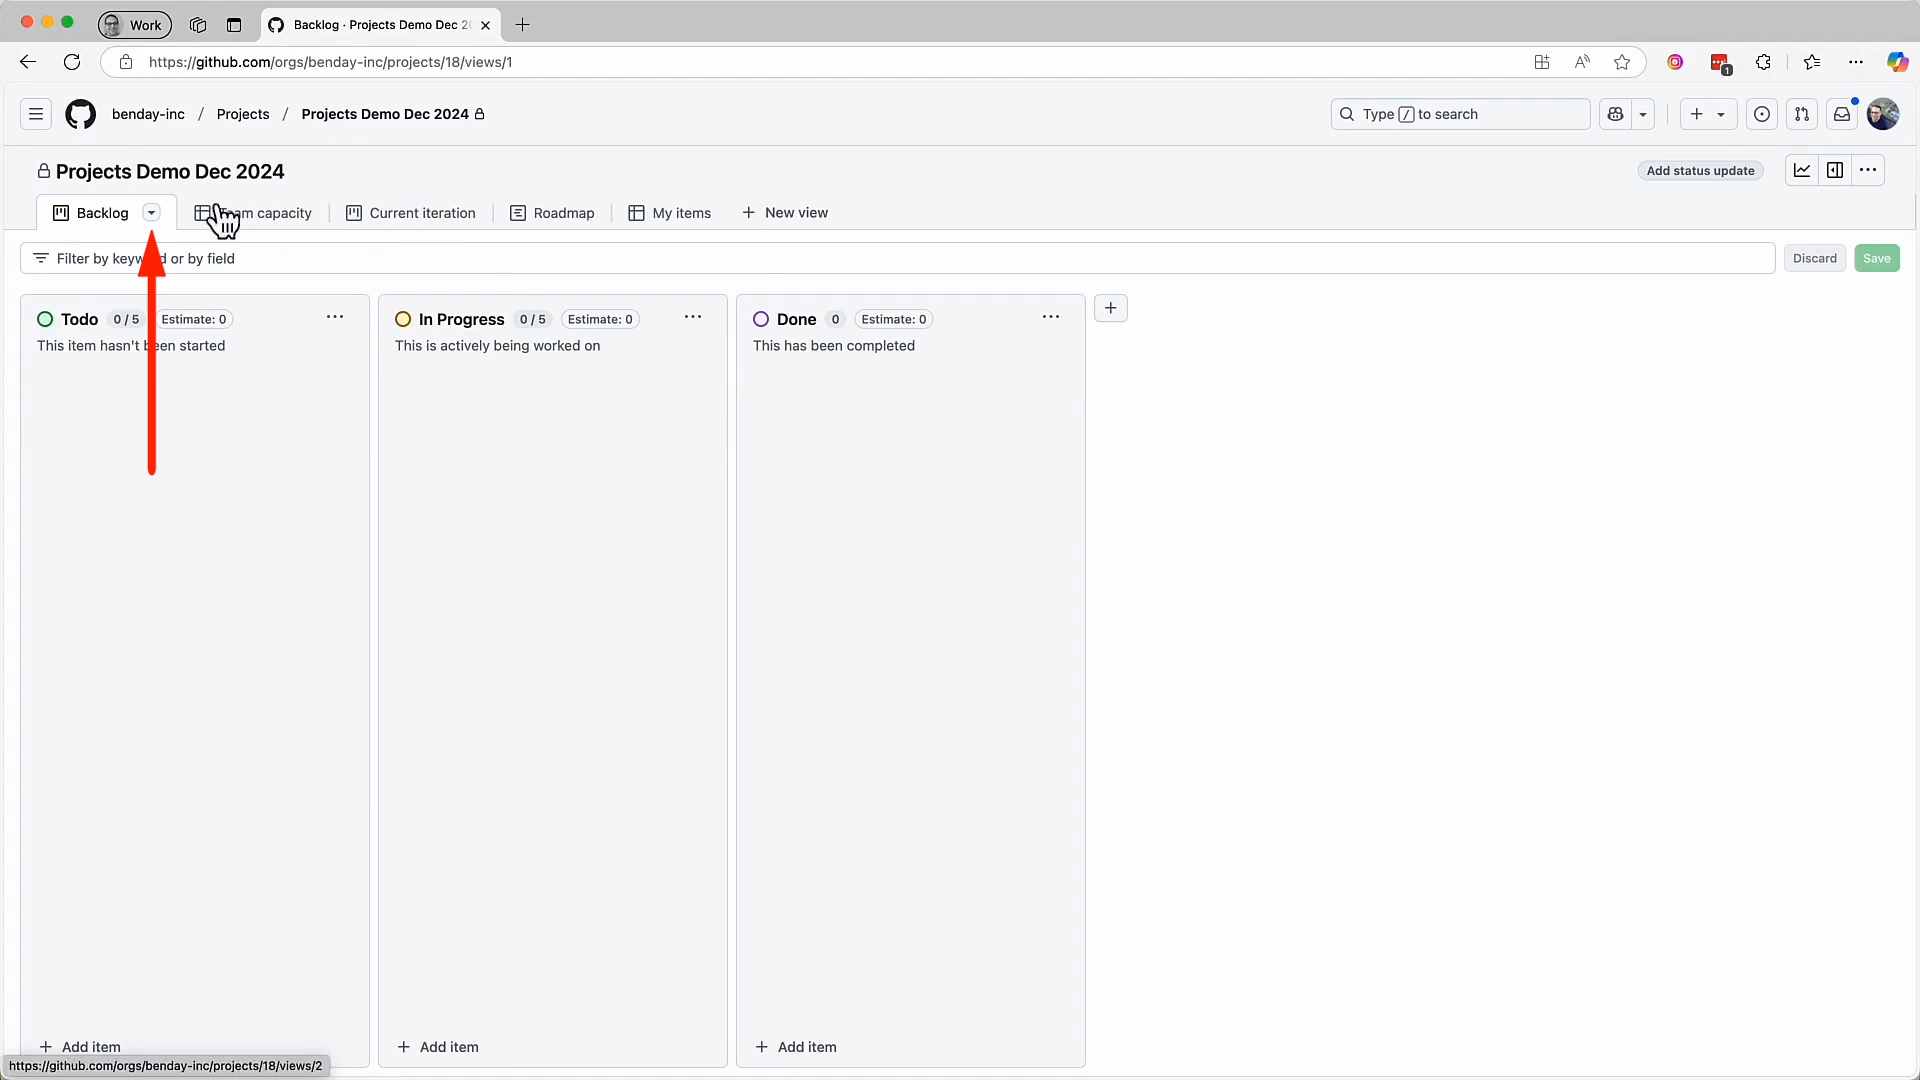 Work
Backlog · Projects Demo Dec 2
https://github.com/orgs/benday-inc/projects/18/views/1
1
benday-inc / Projects / Projects Demo Dec 2024
Type / to search
Projects Demo Dec 2024
Add status update
Backlog
capacity
Current iteration
Roadmap
My items
New view
Filter by or by field
Discard
Save
Todo 0 / 5 Estimate: 0
This item hasn't been started
In Progress 0 / 5 Estimate: 0
This is actively being worked on
Done 0 Estimate: 0
This has been completed
+ Add item
+ Add item
+ Add item
https://github.com/orgs/benday-inc/projects/18/views/2